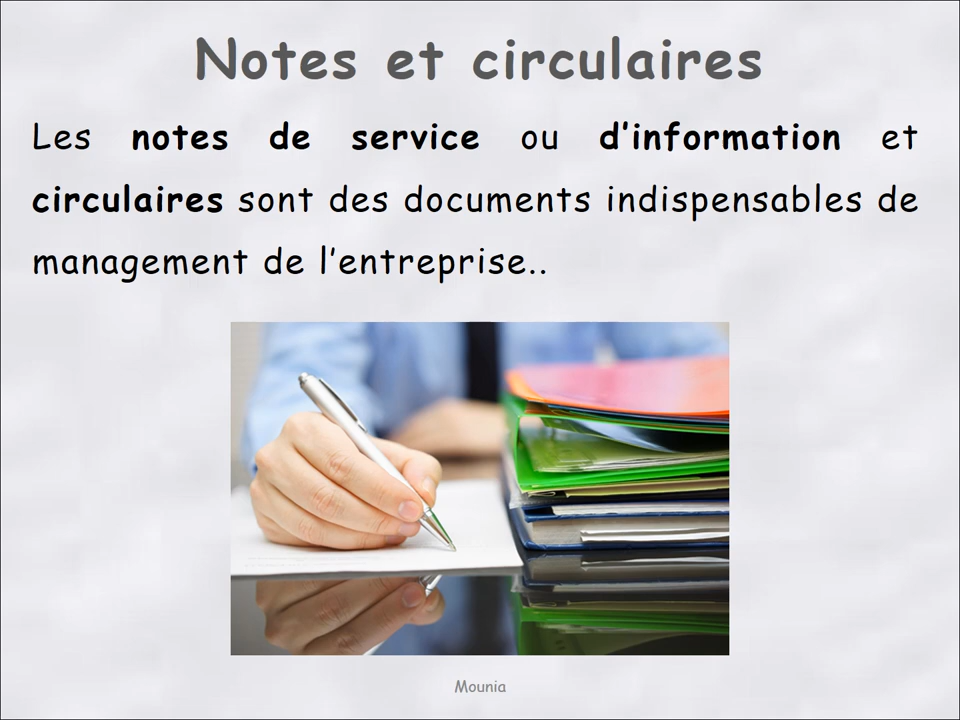 Notes et circulaires
Les notes de service ou d'information et
circulaires sont des documents indispensables de
management de l'entreprise..
Mounia